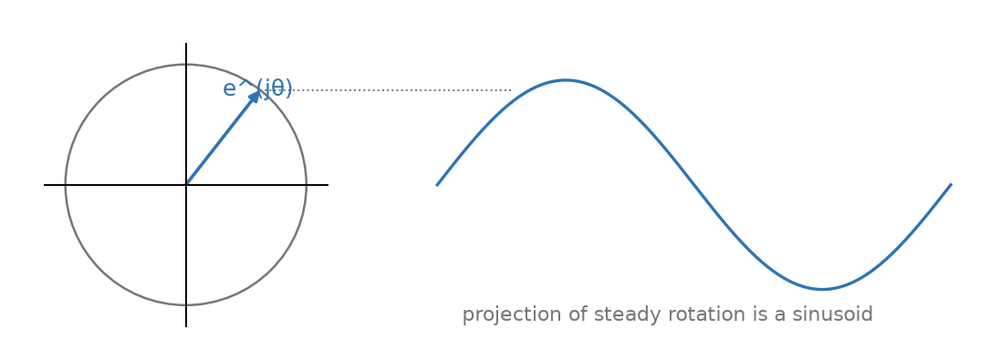 e^(jθ)
projection of steady rotation is a sinusoid